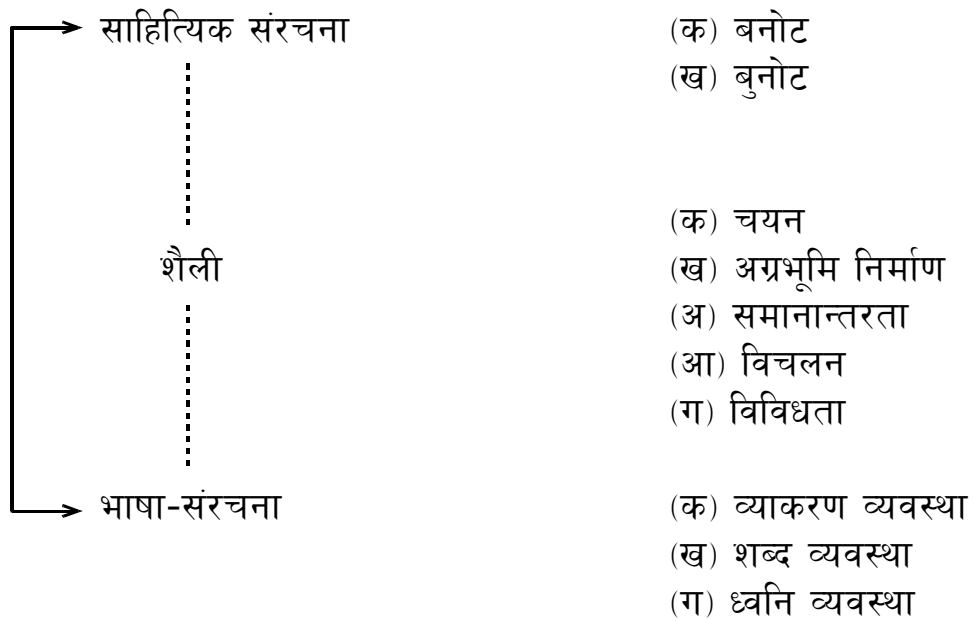 साहित्यिक संरचना (क) बनोट
(ख) बुनोट
(क) चयन
शैली (ख) अग्रभूमि निर्माण
(अ) समानान्तरता
(आ) विचलन
(ग) विविधता
भाषा-संरचना (क) व्याकरण व्यवस्था
(ख) शब्द व्यवस्था
(ग) ध्वनि व्यवस्था